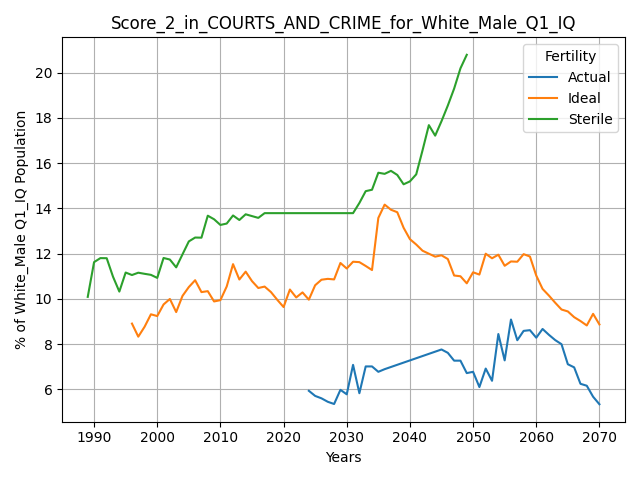 Score_2_in_COURTS_AND_CRIME_for_White_Male_Q1_IQ
% of White_Male Q1_IQ Population
20
18
16
14
12
10
8
6
Fertility
Actual
Ideal
Sterile
1990 2000 2010 2020 2030 2040 2050 2060 2070
Years